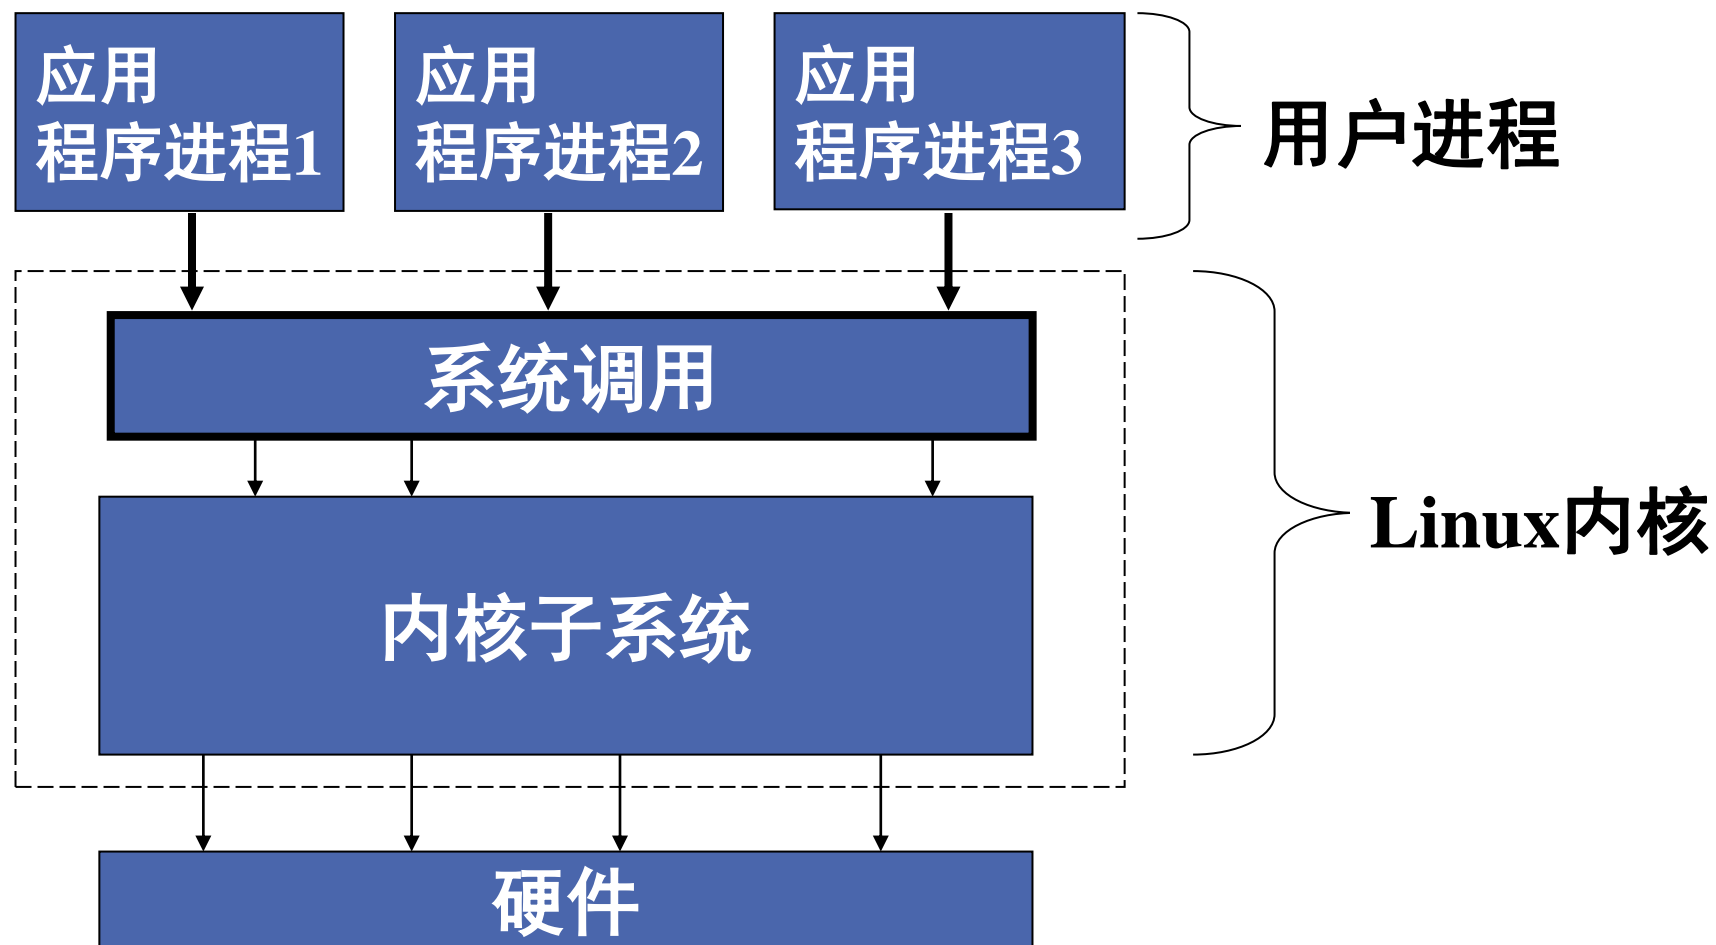 应用
程序进程1
应用
程序进程2
应用
程序进程3
用户进程
系统调用
Linux内核
内核子系统
硬件